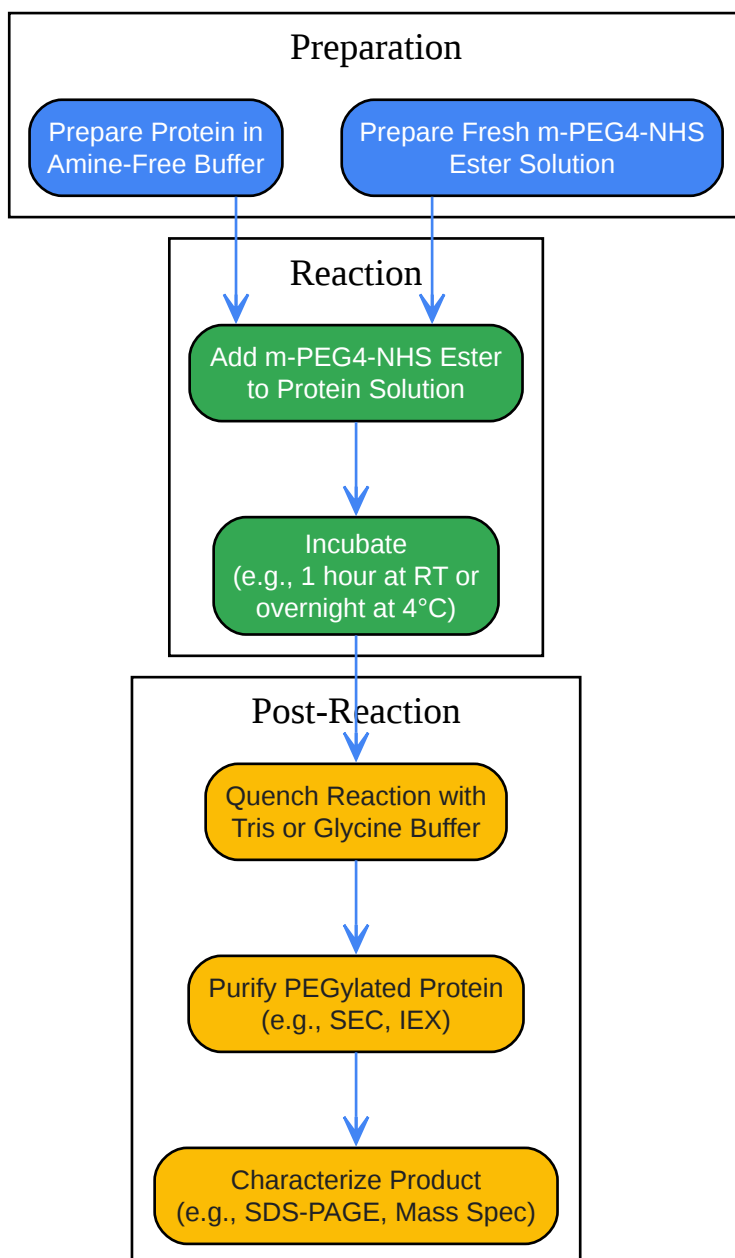 Preparation
Prepare Protein in
Amine-Free Buffer
Prepare Fresh m-PEG4-NHS
Ester Solution
Reaction
Add m-PEG4-NHS Ester
to Protein Solution
Incubate
(e.g., 1 hour at RT or
overnight at 4°C)
Post-Reaction
Quench Reaction with
Tris or Glycine Buffer
Purify PEGylated Protein
(e.g., SEC, IEX)
Characterize Product
(e.g., SDS-PAGE, Mass Spec)